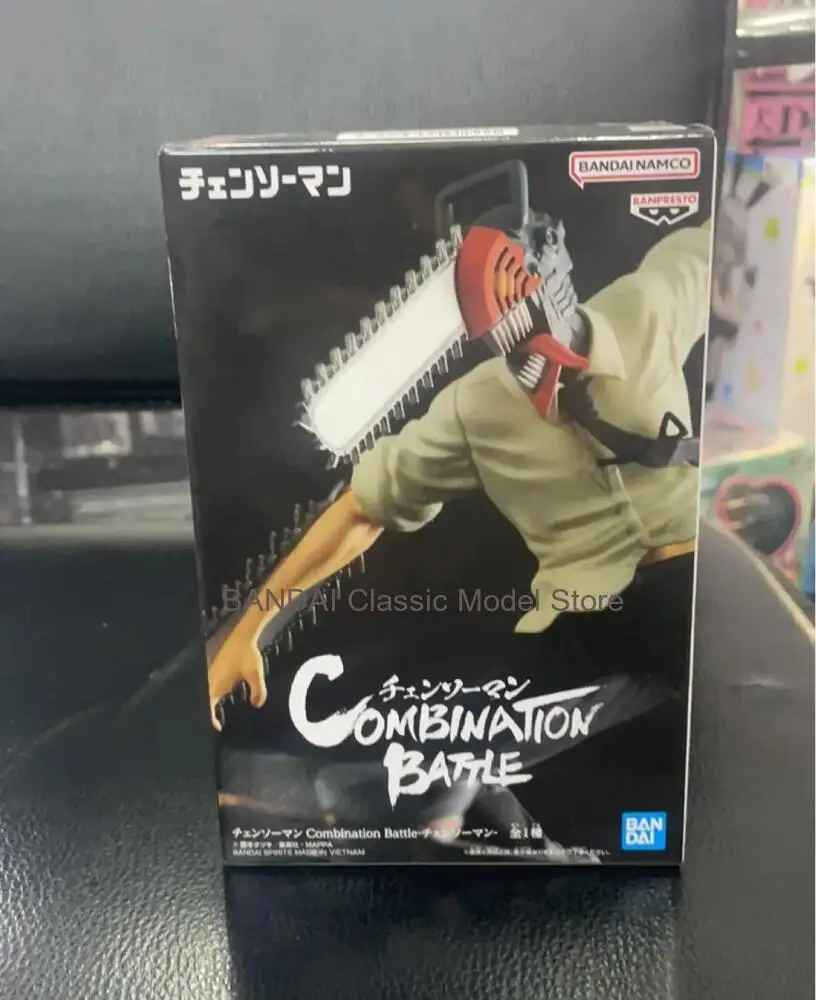 チェンソーマン
BANDAI NAMCO
BANPRESTO
BANDAI Classic Model Store
チェンソーマン
COMBINATION
BATTLE
チェンソーマン Combination Battle-チェンソーマン- 全1種
BANDAI SPIRITS MADE IN VIETNAM
BAN
DAI